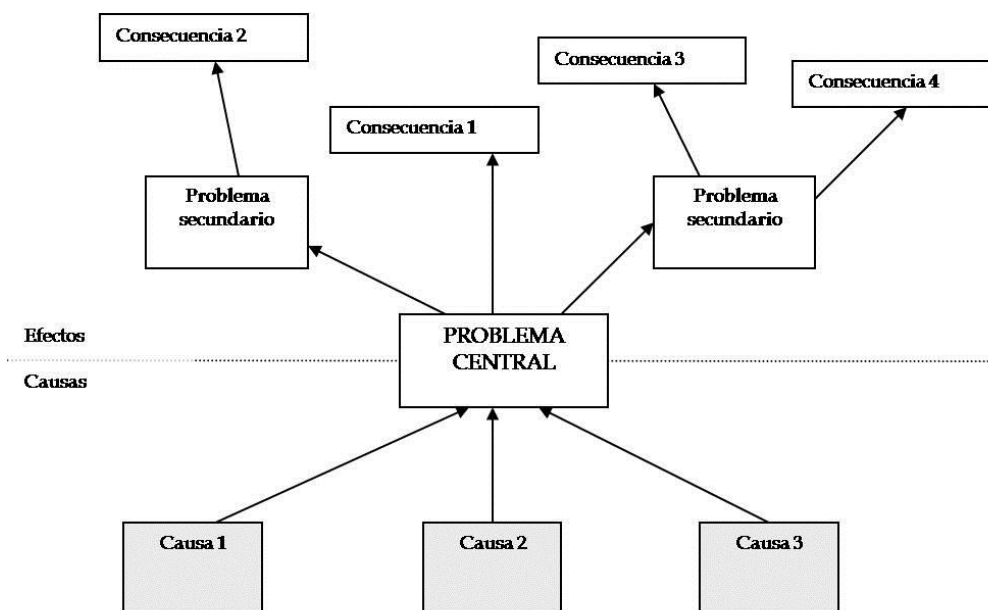 Consecuencia 2
Consecuencia 3
Consecuencia 4
Consecuencia 1
Problema
secundario
Problema
secundario
PROBLEMA
CENTRAL
Efectos
Causas
Causa 1
Causa 2
Causa 3